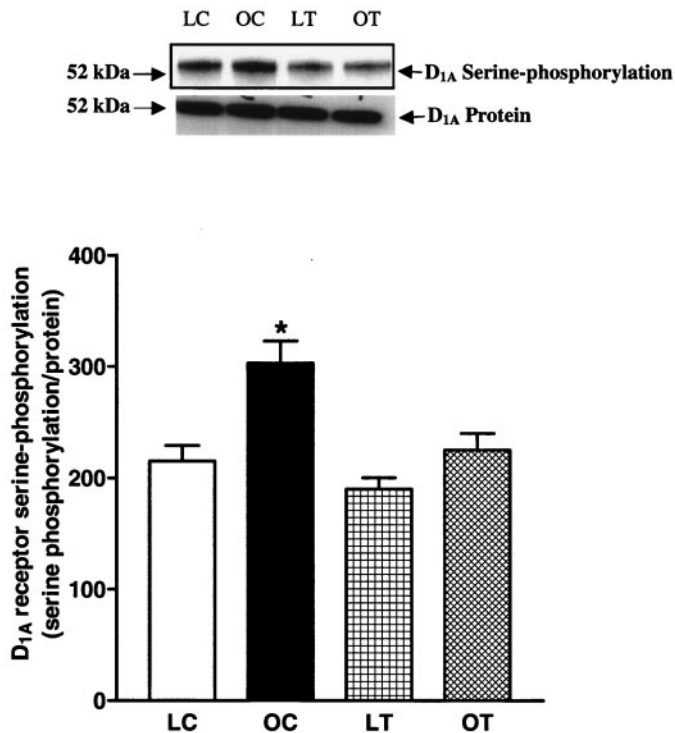 LC OC LT OT
52 kDa → ← D1A Serine-phosphorylation
52 kDa → ← D1A Protein
D1A receptor serine-phosphorylation
(serine phosphorylation/protein)
400
300
200
100
0
*
LC OC LT OT